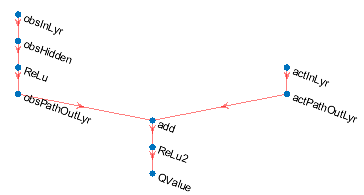 obsInLyr
obsHidden
ReLu
obsPathOutLyr
actInLyr
actPathOutLyr
add
ReLu2
QValue